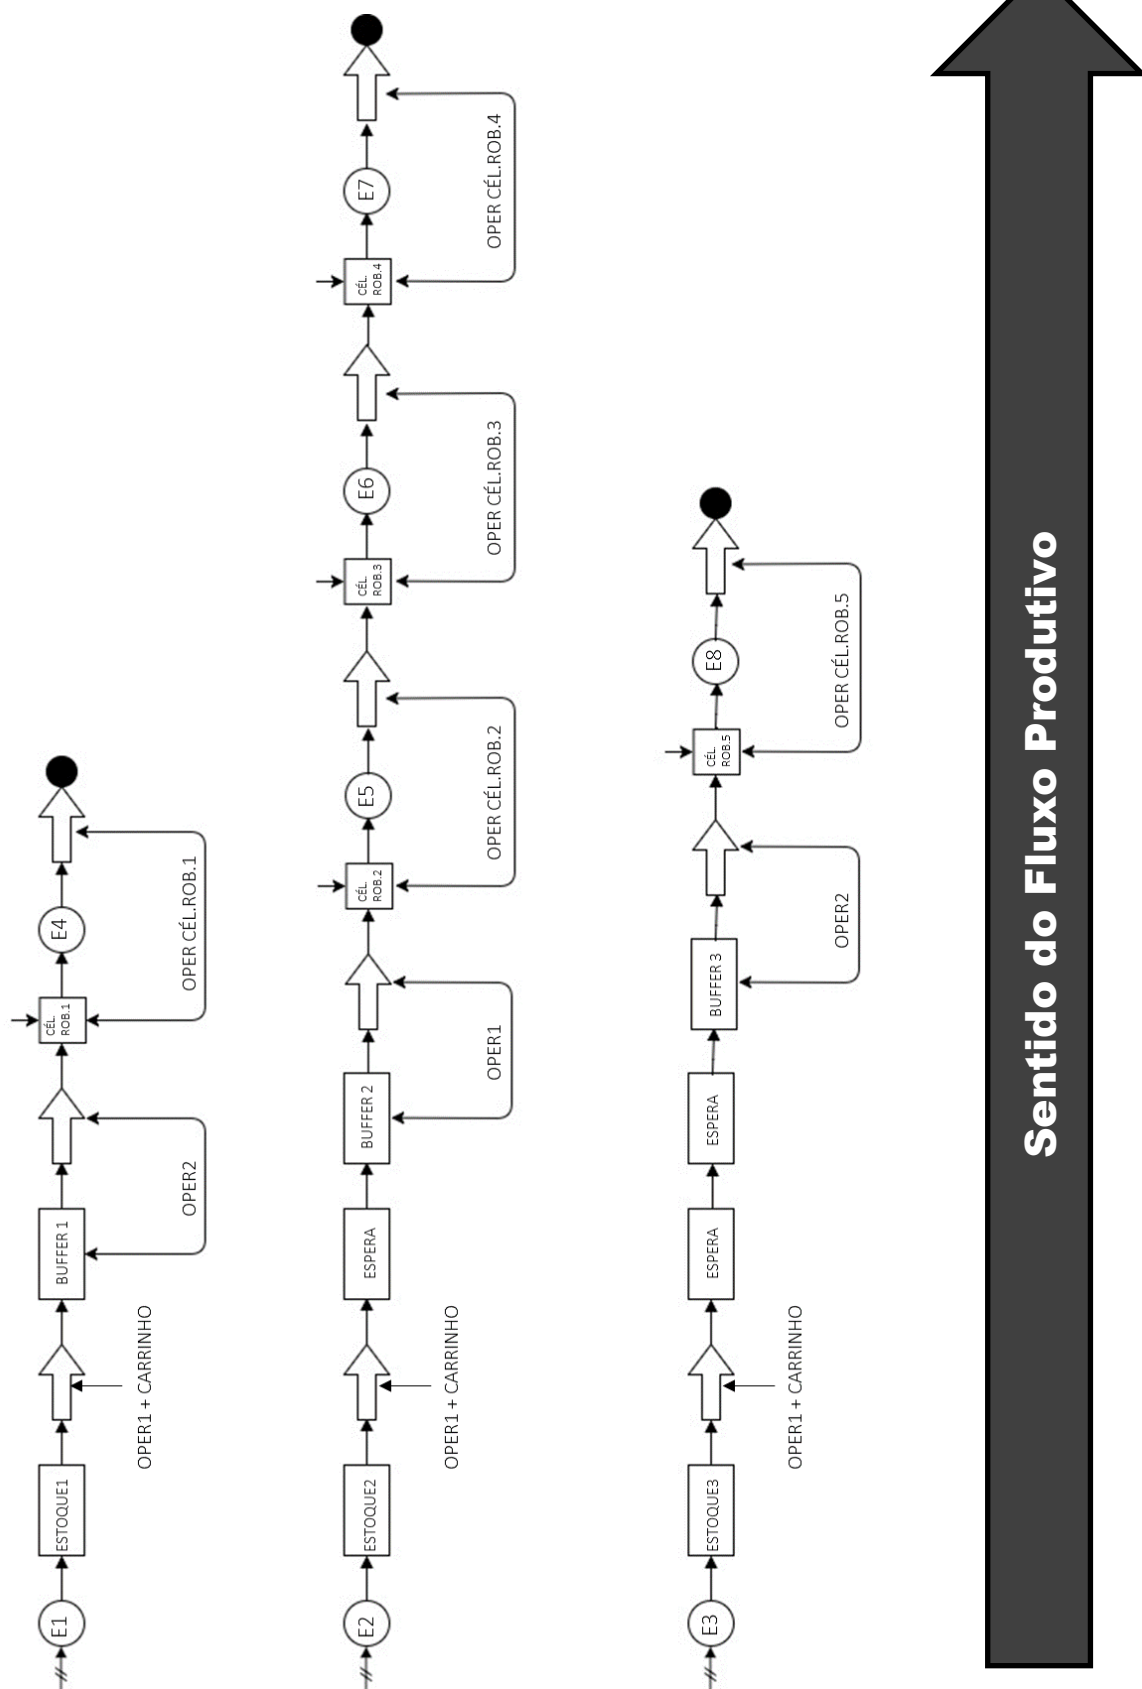 E1
ESTOQUE1
OPER1 + CARRINHO
BUFFER 1
OPER2
CÉL.
ROB.1
E4
OPER CÉL.ROB.1
E2
ESTOQUE2
OPER1 + CARRINHO
ESPERA
BUFFER 2
OPER1
CÉL.
ROB.2
E5
OPER CÉL.ROB.2
CÉL.
ROB.3
E6
OPER CÉL.ROB.3
CÉL.
ROB.4
E7
OPER CÉL.ROB.4
E3
ESTOQUE3
OPER1 + CARRINHO
ESPERA
ESPERA
BUFFER 3
OPER2
CÉL.
ROB.5
E8
OPER CÉL.ROB.5
Sentido do Fluxo Produtivo